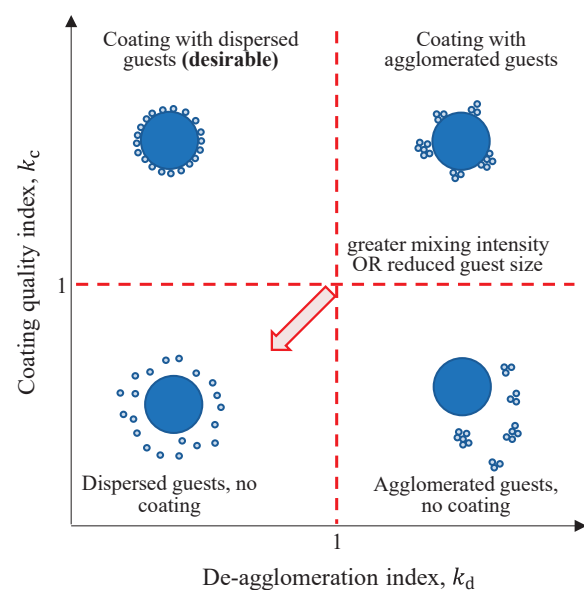 Coating with dispersed
guests (desirable)
Coating with
agglomerated guests
Coating quality index, kc
greater mixing intensity
OR reduced guest size
1
Dispersed guests, no
coating
Agglomerated guests,
no coating
1
De-agglomeration index, kd